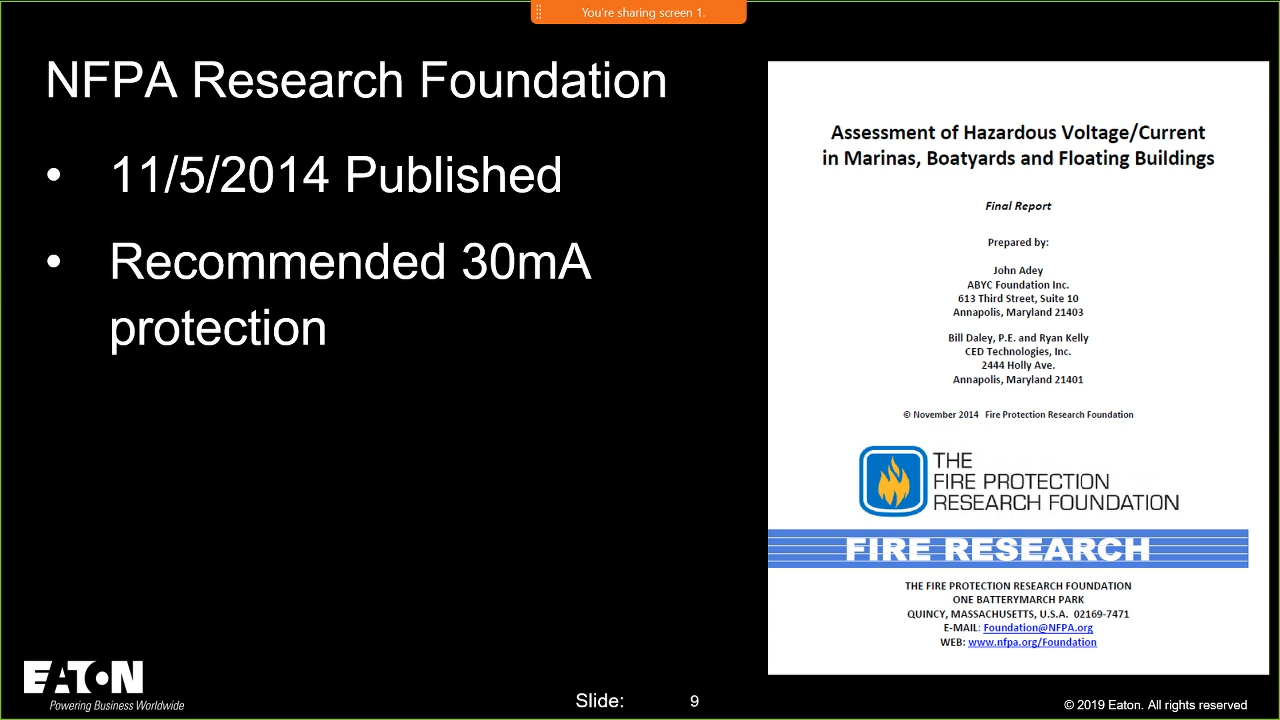 You're sharing screen 1.
NFPA Research Foundation
• 11/5/2014 Published
• Recommended 30mA
protection
Assessment of Hazardous Voltage/Current
in Marinas, Boatyards and Floating Buildings
Final Report
Prepared by:
John Adey
ABYC Foundation Inc.
613 Third Street, Suite 10
Annapolis, Maryland 21403
Bill Daley, P.E. and Ryan Kelly
CED Technologies, Inc.
2444 Holly Ave.
Annapolis, Maryland 21401
© November 2014 Fire Protection Research Foundation
THE
FIRE PROTECTION
RESEARCH FOUNDATION
FIRE RESEARCH
THE FIRE PROTECTION RESEARCH FOUNDATION
ONE BATTERYMARCH PARK
QUINCY, MASSACHUSETTS, U.S.A. 02169-7471
E-MAIL: Foundation@NFPA.org
WEB: www.nfpa.org/Foundation
EATON
Powering Business Worldwide
Slide: 9
© 2019 Eaton. All rights reserved